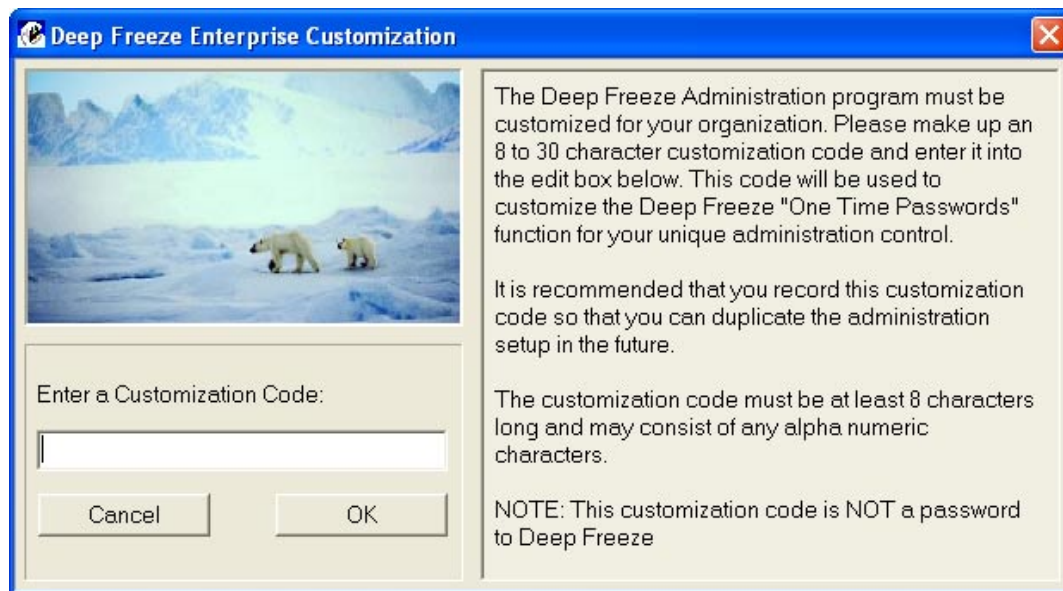 Deep Freeze Enterprise Customization
The Deep Freeze Administration program must be
customized for your organization. Please make up an
8 to 30 character customization code and enter it into
the edit box below. This code will be used to
customize the Deep Freeze "One Time Passwords"
function for your unique administration control.
It is recommended that you record this customization
code so that you can duplicate the administration
setup in the future.
The customization code must be at least 8 characters
long and may consist of any alpha numeric
characters.
NOTE: This customization code is NOT a password
to Deep Freeze
Enter a Customization Code:
Cancel
OK